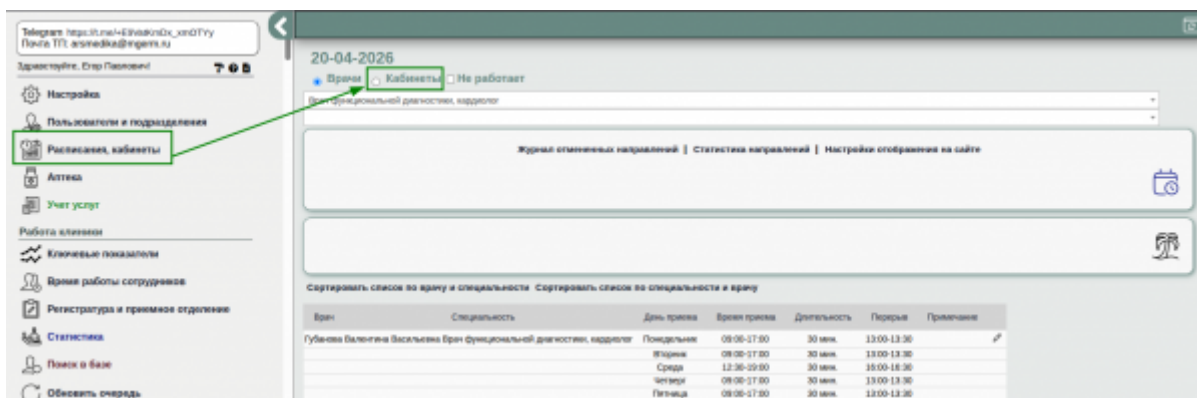 Почта ТП: arsmedika@mgerm.ru
Здравствуйте, Егор Павлович!
Настройка
Пользователи и подразделения
Расписания, кабинеты
Аптека
Учет услуг
Работа клиники
Ключевые показатели
Время работы сотрудников
Регистратура и приемное отделение
Статистика
Поиск в базе
Обновить очередь
20-04-2026
Врачи Кабинеты Не работает
Врач функциональной диагностики, кардиолог
Журнал отмененных направлений | Статистика направлений | Настройки отображения на сайте
Сортировать список по врачу и специальности Сортировать список по специальности и врачу
Врач Специальность День приема Время приема Длительность Перерыв Примечание
Губанова Валентина Васильевна Врач функциональной диагностики, кардиолог Понедельник 09:00-17:00 30 мин. 13:00-13:30
Вторник 09:00-17:00 30 мин. 13:00-13:30
Среда 12:30-19:00 30 мин. 16:00-16:30
Четверг 09:00-17:00 30 мин. 13:00-13:30
Пятница 09:00-17:00 30 мин. 13:00-13:30